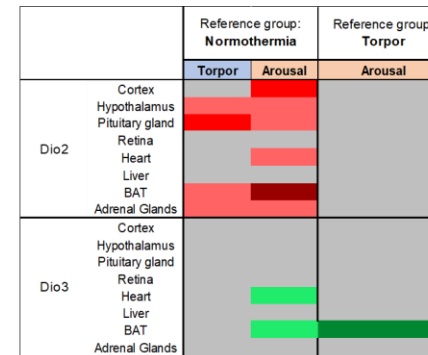 Reference group: Reference group
Normothermia Torpor
Torpor Arousal Arousal
Dio2
Cortex
Hypothalamus
Pituitary gland
Retina
Heart
Liver
BAT
Adrenal Glands
Dio3
Cortex
Hypothalamus
Pituitary gland
Retina
Heart
Liver
BAT
Adrenal Glands